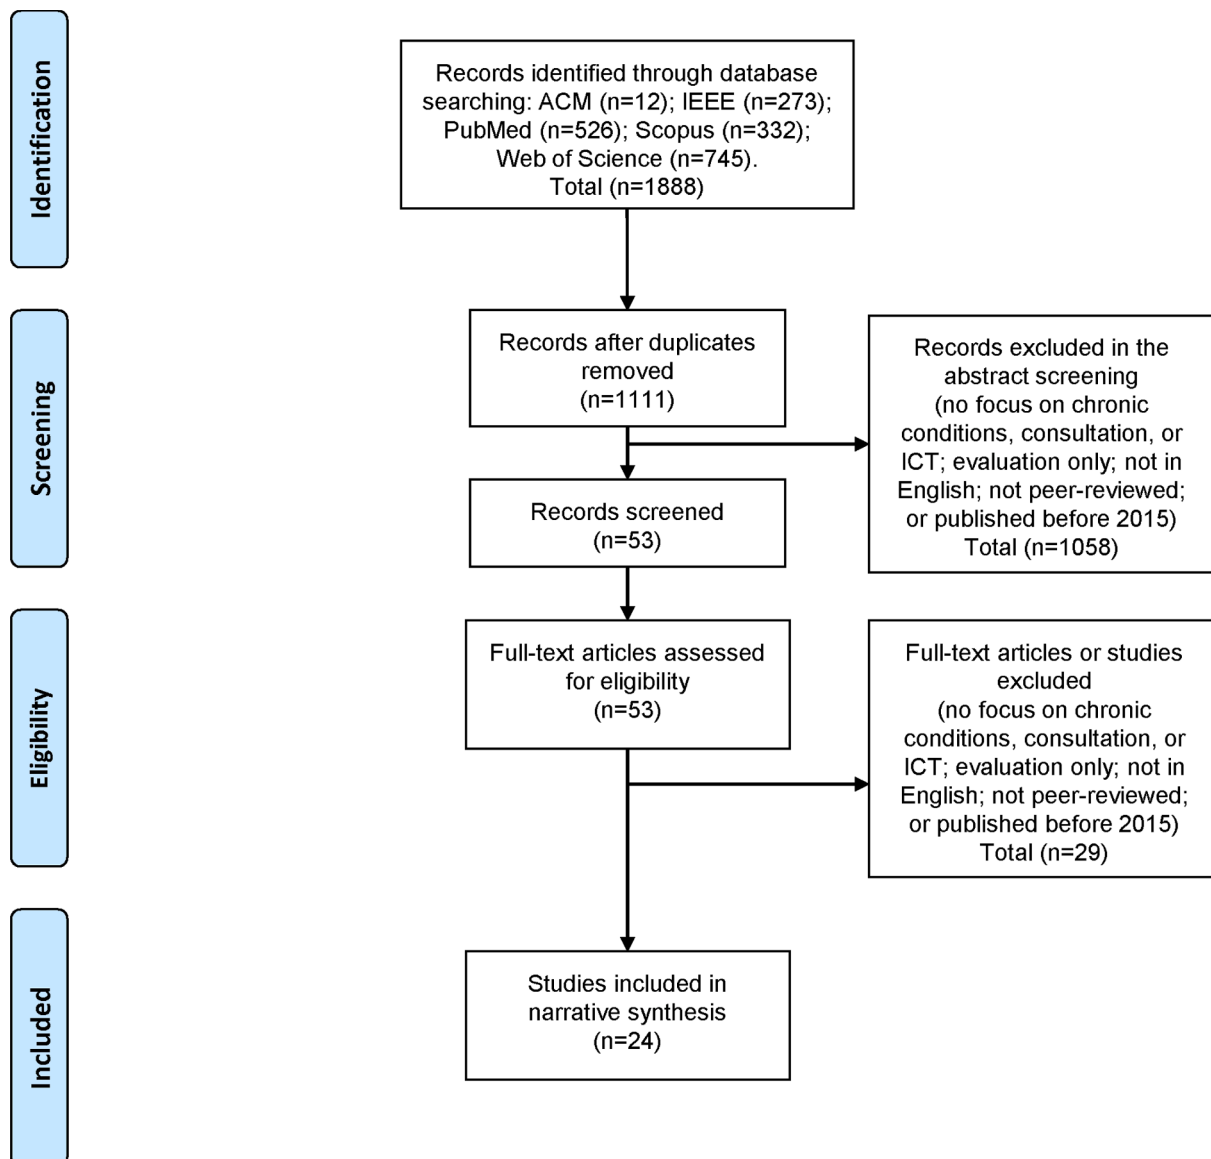 Identification
Records identified through database
searching: ACM (n=12); IEEE (n=273);
PubMed (n=526); Scopus (n=332);
Web of Science (n=745).
Total (n=1888)
Screening
Records after duplicates
removed
(n=1111)
Records excluded in the
abstract screening
(no focus on chronic
conditions, consultation, or
ICT; evaluation only; not in
English; not peer-reviewed;
or published before 2015)
Total (n=1058)
Records screened
(n=53)
Eligibility
Full-text articles assessed
for eligibility
(n=53)
Full-text articles or studies
excluded
(no focus on chronic
conditions, consultation, or
ICT; evaluation only; not in
English; not peer-reviewed;
or published before 2015)
Total (n=29)
Included
Studies included in
narrative synthesis
(n=24)